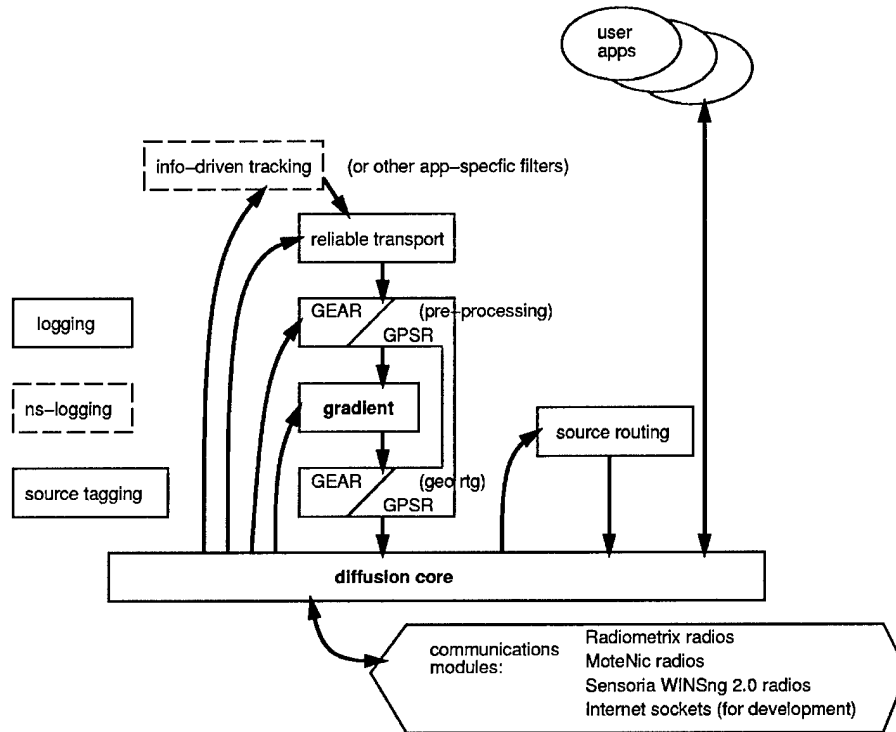 user
apps
info–driven tracking
(or other app–specfic filters)
reliable transport
GEAR
(pre–processing)
GPSR
logging
gradient
ns–logging
source routing
GEAR
(geo rtg)
GPSR
source tagging
diffusion core
communications
modules:
Radiometrix radios
MoteNic radios
Sensoria WINSng 2.0 radios
Internet sockets (for development)